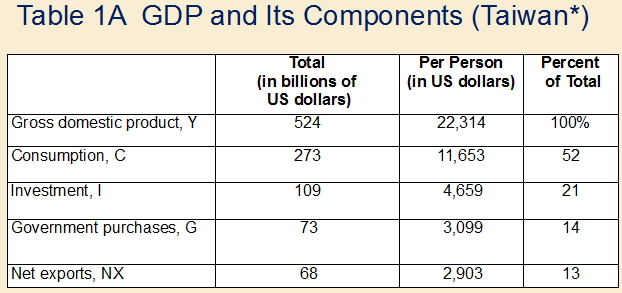 Table 1A GDP and Its Components (Taiwan*)
Total Per Person Percent
(in billions of (in US dollars) of Total
US dollars)
Gross domestic product, Y 524 22,314 100%
Consumption, C 273 11,653 52
Investment, I 109 4,659 21
Government purchases, G 73 3,099 14
Net exports, NX 68 2,903 13